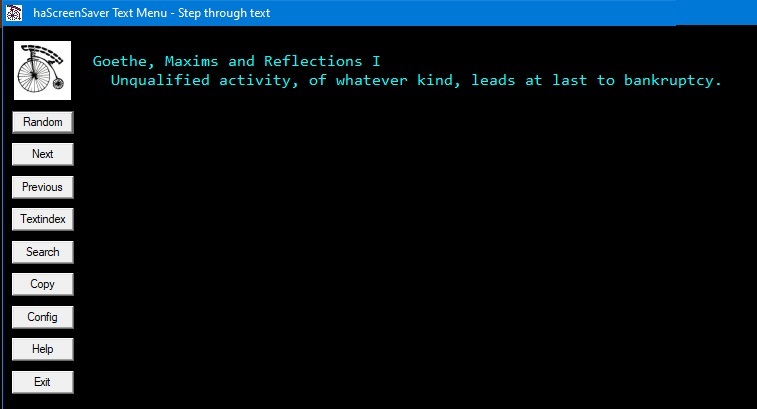 haScreenSaver Text Menu - Step through text
Goethe, Maxims and Reflections I
Unqualified activity, of whatever kind, leads at last to bankruptcy.
Random
Next
Previous
Textindex
Search
Copy
Config
Help
Exit